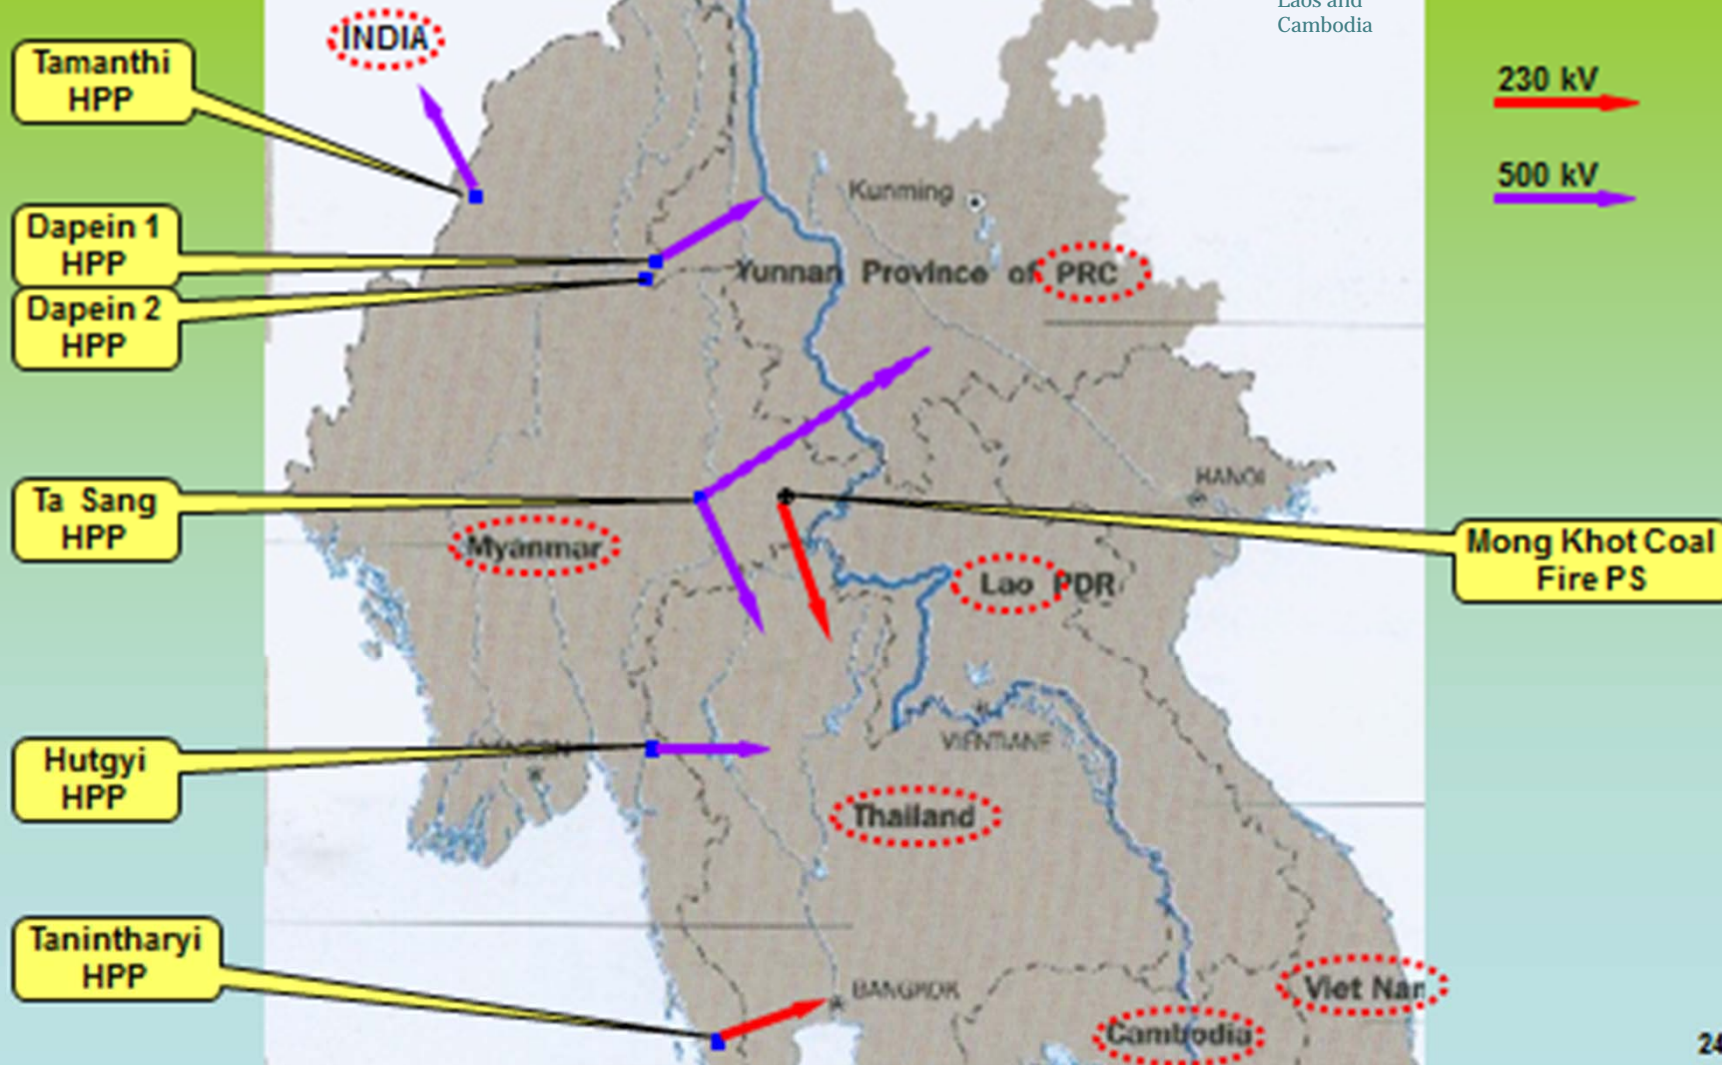 Laos and
Cambodia
INDIA
Tamanthi
HPP
230 kV
500 kV
Kunming
Dapein 1
HPP
Yunnan Province of PRC
Dapein 2
HPP
HANOI
Ta Sang
HPP
Myanmar
Mong Khot Coal
Fire PS
Lao PDR
VIENTIANE
Hutgyi
HPP
Thailand
Tanintharyi
HPP
BANGKOK
Viet Nam
Cambodia
24